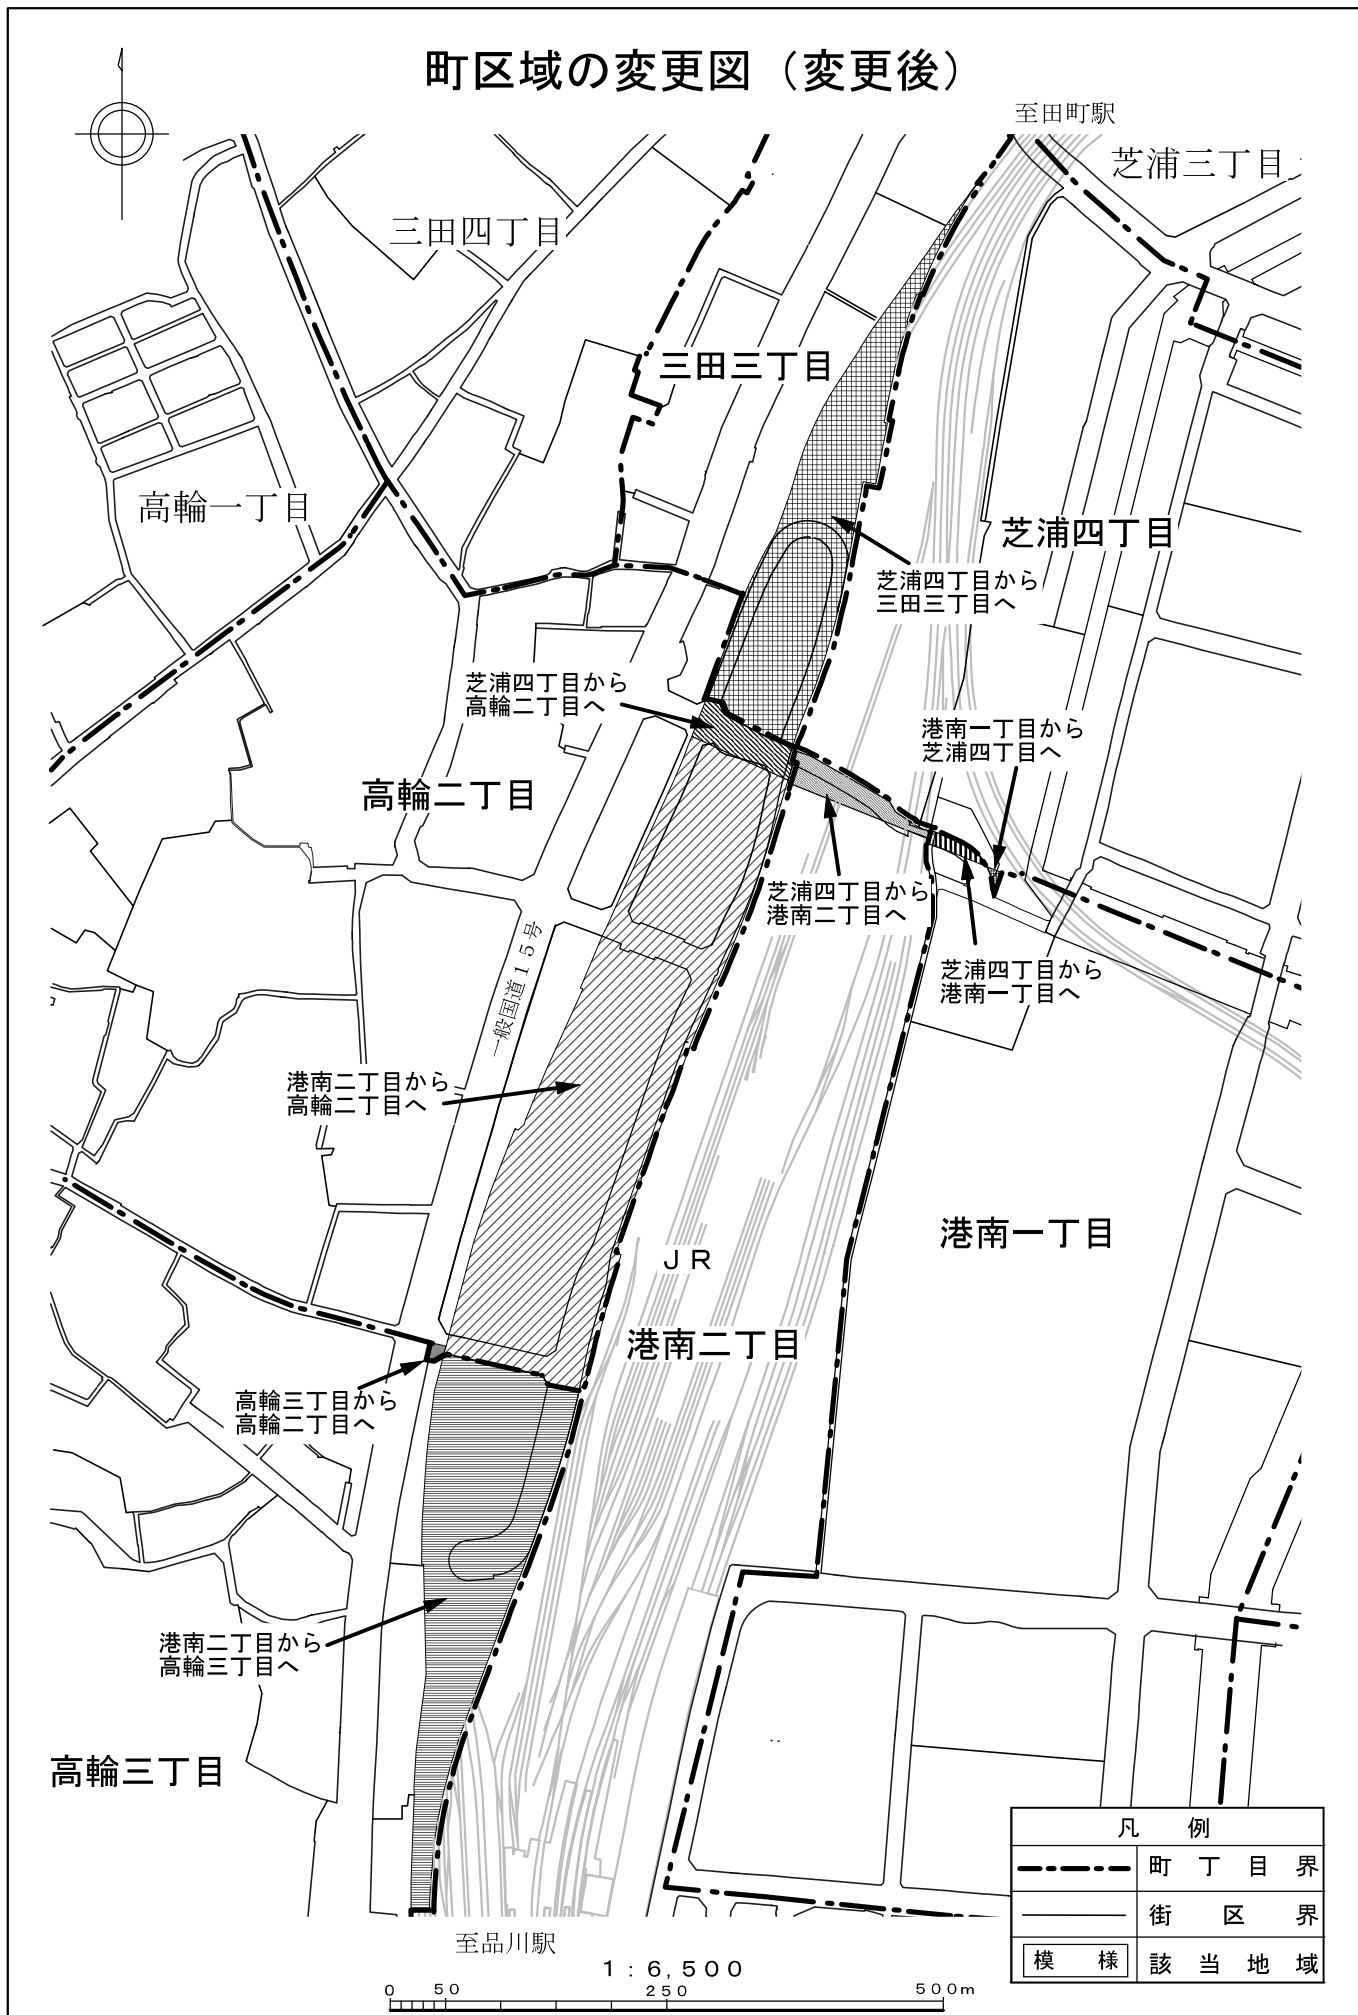 町区域の変更図（変更後）
至田町駅
芝浦三丁目
三田四丁目
三田三丁目
高輪一丁目
芝浦四丁目
芝浦四丁目から
三田三丁目へ
芝浦四丁目から
高輪二丁目へ
港南一丁目から
芝浦四丁目へ
高輪二丁目
芝浦四丁目から
港南二丁目へ
一般国道１５号
芝浦四丁目から
港南一丁目へ
港南二丁目から
高輪二丁目へ
港南一丁目
ＪＲ
港南二丁目
高輪三丁目から
高輪二丁目へ
港南二丁目から
高輪三丁目へ
高輪三丁目
凡 例
町 丁 目 界
街 区 界
模 様 該 当 地 域
至品川駅
1：6,500
0 50 250 500m